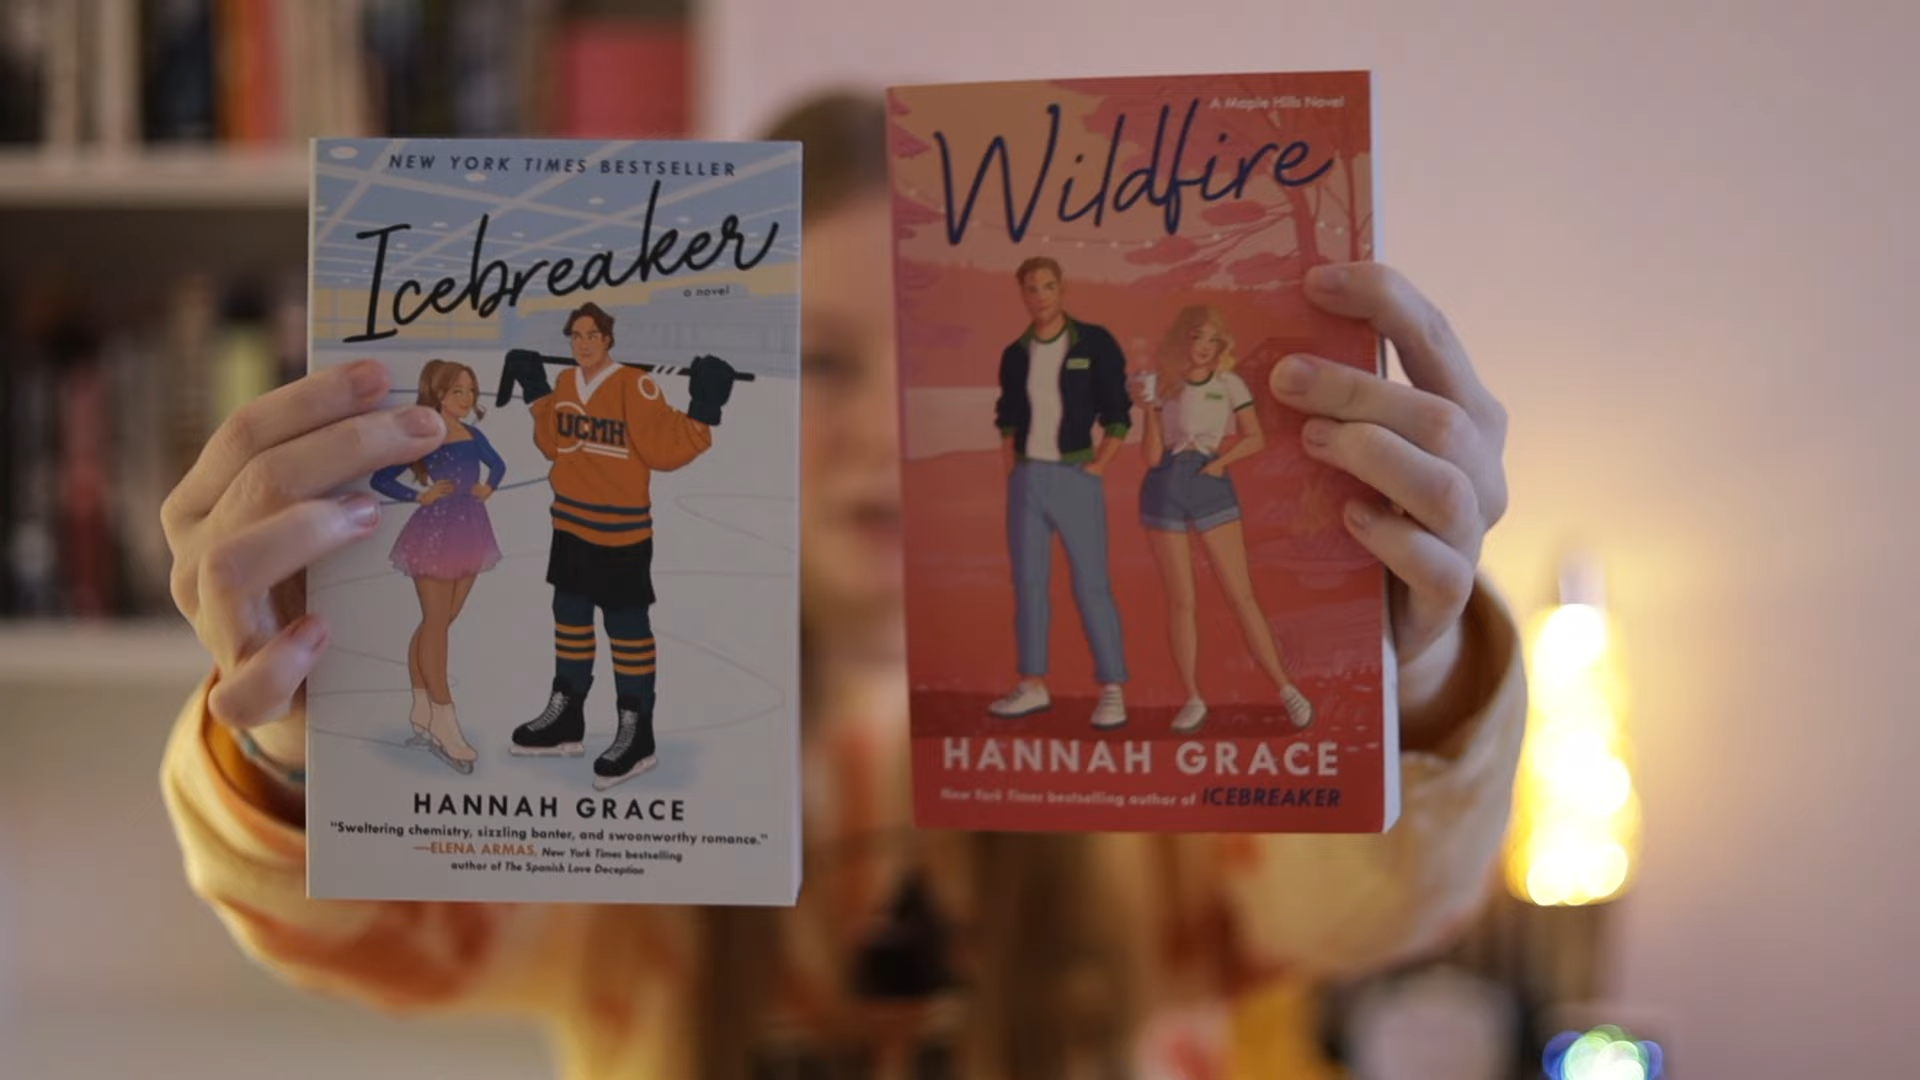 NEW YORK TIMES BESTSELLER
Icebreaker
a novel
UCMH
HANNAH GRACE
"Sweltering chemistry, sizzling banter, and swoonworthy romance."
—ELENA ARMAS, New York Times bestselling
author of The Spanish Love Deception
A Maple Hills Novel
Wildfire
HANNAH GRACE
New York Times bestselling author of ICEBREAKER